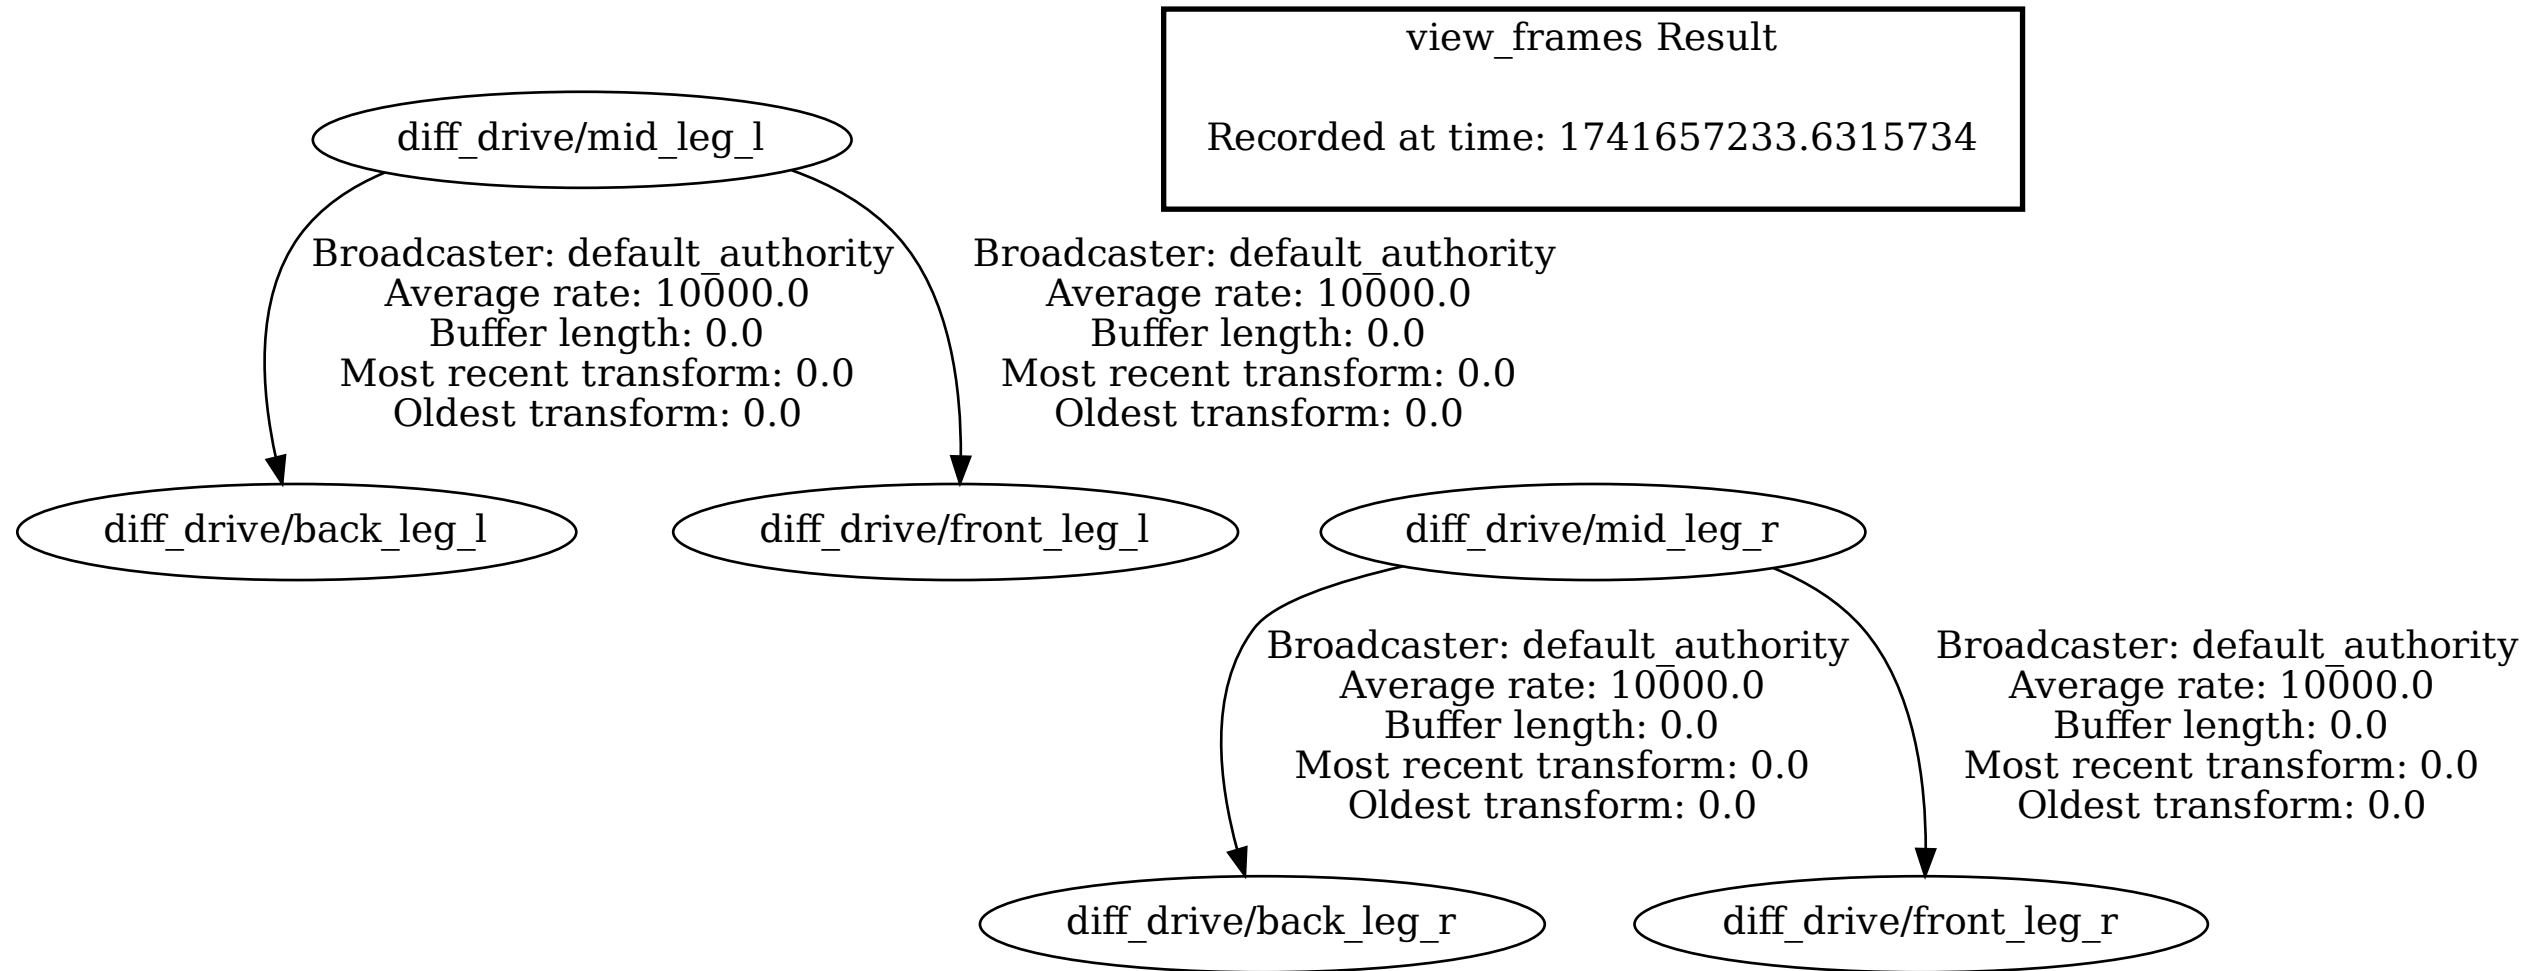 view_frames Result
Recorded at time: 1741657233.6315734
diff_drive/mid_leg_l
Broadcaster: default_authority
Average rate: 10000.0
Buffer length: 0.0
Most recent transform: 0.0
Oldest transform: 0.0
Broadcaster: default_authority
Average rate: 10000.0
Buffer length: 0.0
Most recent transform: 0.0
Oldest transform: 0.0
diff_drive/back_leg_l
diff_drive/front_leg_l
diff_drive/mid_leg_r
Broadcaster: default_authority
Average rate: 10000.0
Buffer length: 0.0
Most recent transform: 0.0
Oldest transform: 0.0
Broadcaster: default_authority
Average rate: 10000.0
Buffer length: 0.0
Most recent transform: 0.0
Oldest transform: 0.0
diff_drive/back_leg_r
diff_drive/front_leg_r